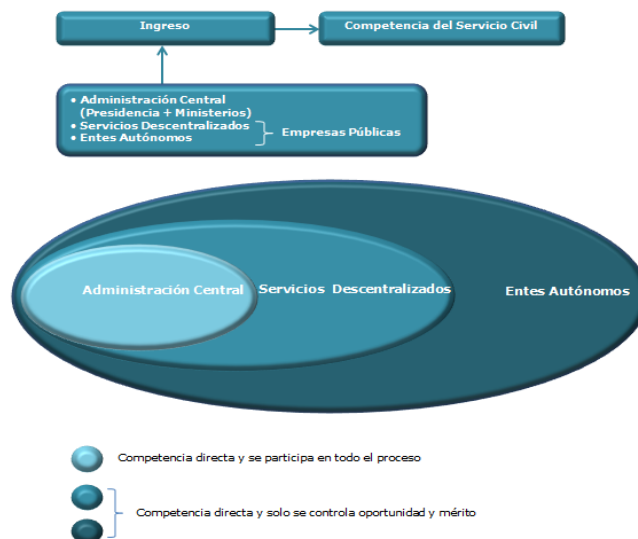 Ingreso
Competencia del Servicio Civil
• Administración Central
(Presidencia + Ministerios)
• Servicios Descentralizados
• Entes Autónomos
Empresas Públicas
Administración Central
Servicios Descentralizados
Entes Autónomos
Competencia directa y se participa en todo el proceso
Competencia directa y solo se controla oportunidad y mérito